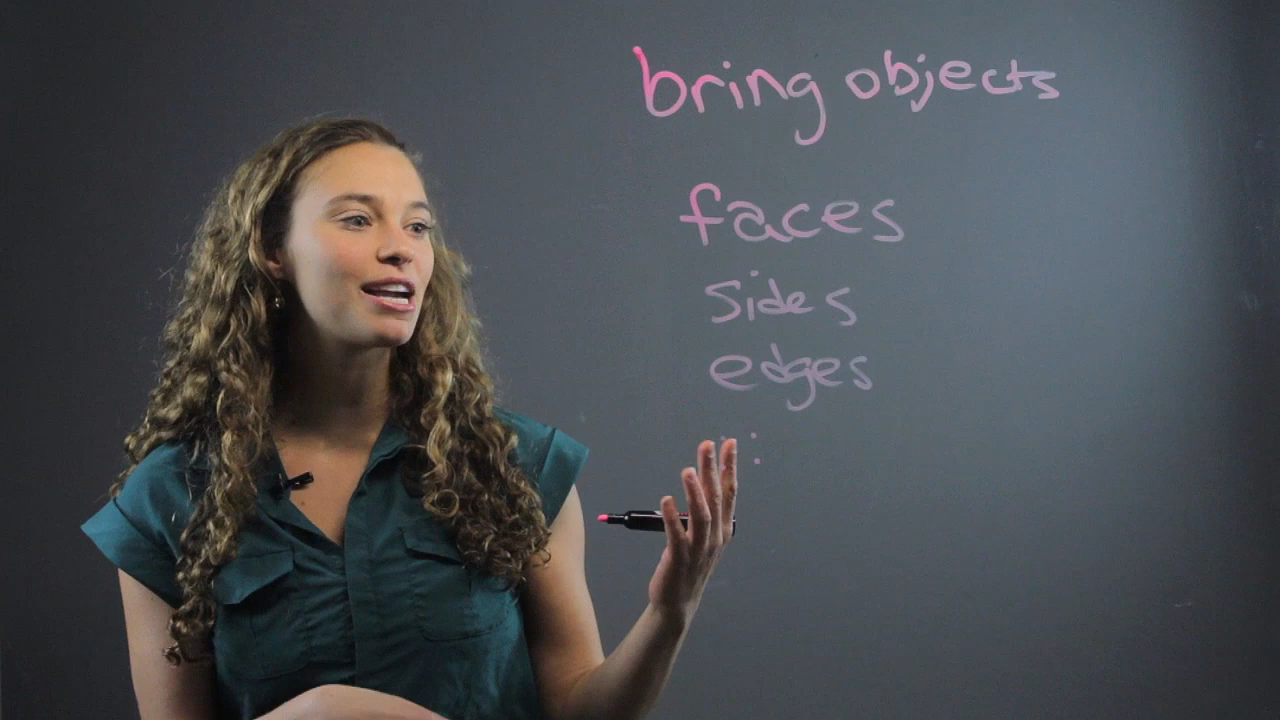 bring objects
faces
sides
edges
: